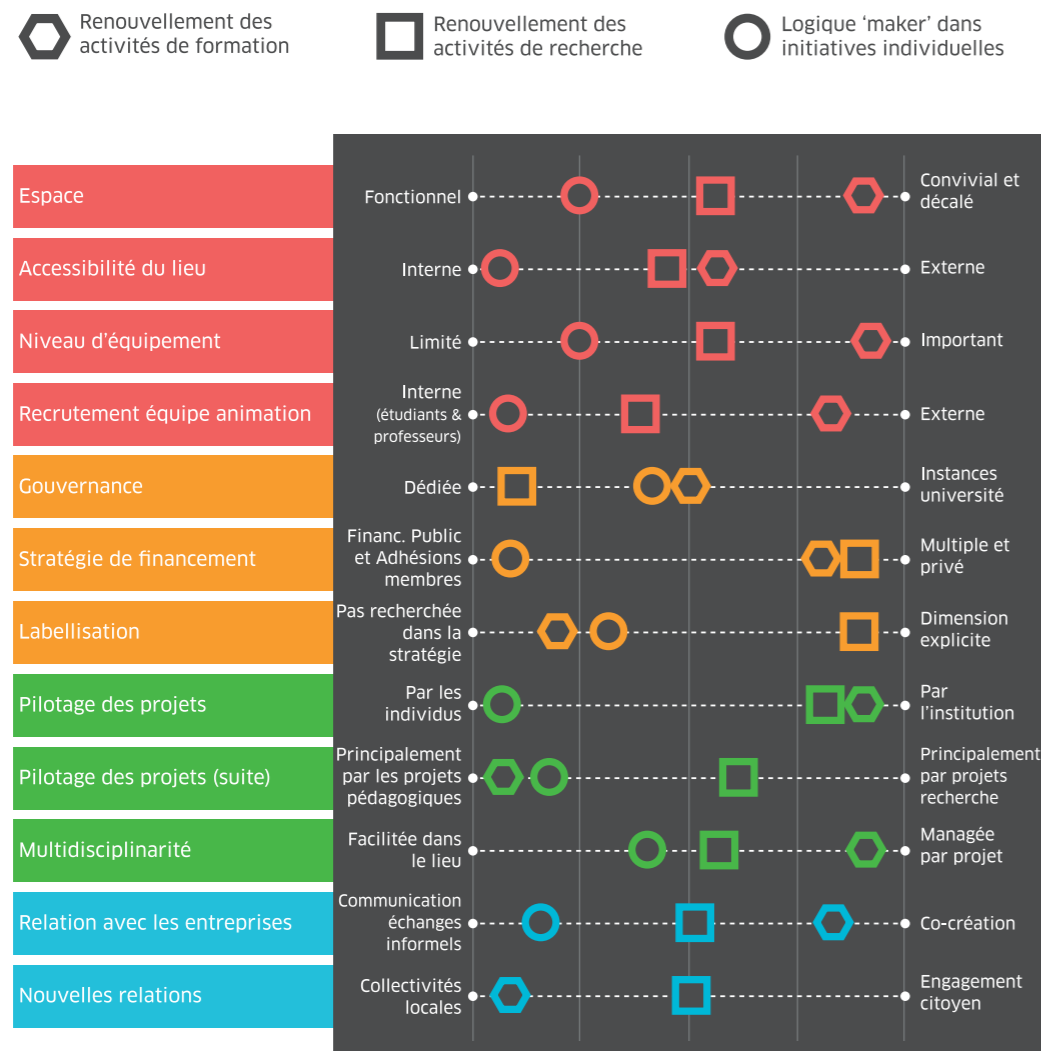 Renouvellement des
activités de formation
Renouvellement des
activités de recherche
Logique ‘maker’ dans
initiatives individuelles
Espace
Fonctionnel
Convivial et
décalé
Accessibilité du lieu
Interne
Externe
Niveau d’équipement
Limité
Important
Recrutement équipe animation
Interne
(étudiants &
professeurs)
Externe
Gouvernance
Dédiée
Instances
université
Stratégie de financement
Financ. Public
et Adhésions
membres
Multiple et
privé
Labellisation
Pas recherchée
dans la
stratégie
Dimension
explicite
Pilotage des projets
Par les
individus
Par
l’institution
Pilotage des projets (suite)
Principalement
par les projets
pédagogiques
Principalement
par projets
recherche
Multidisciplinarité
Facilitée dans
le lieu
Managée
par projet
Relation avec les entreprises
Communication
échanges
informels
Co-création
Nouvelles relations
Collectivités
locales
Engagement
citoyen